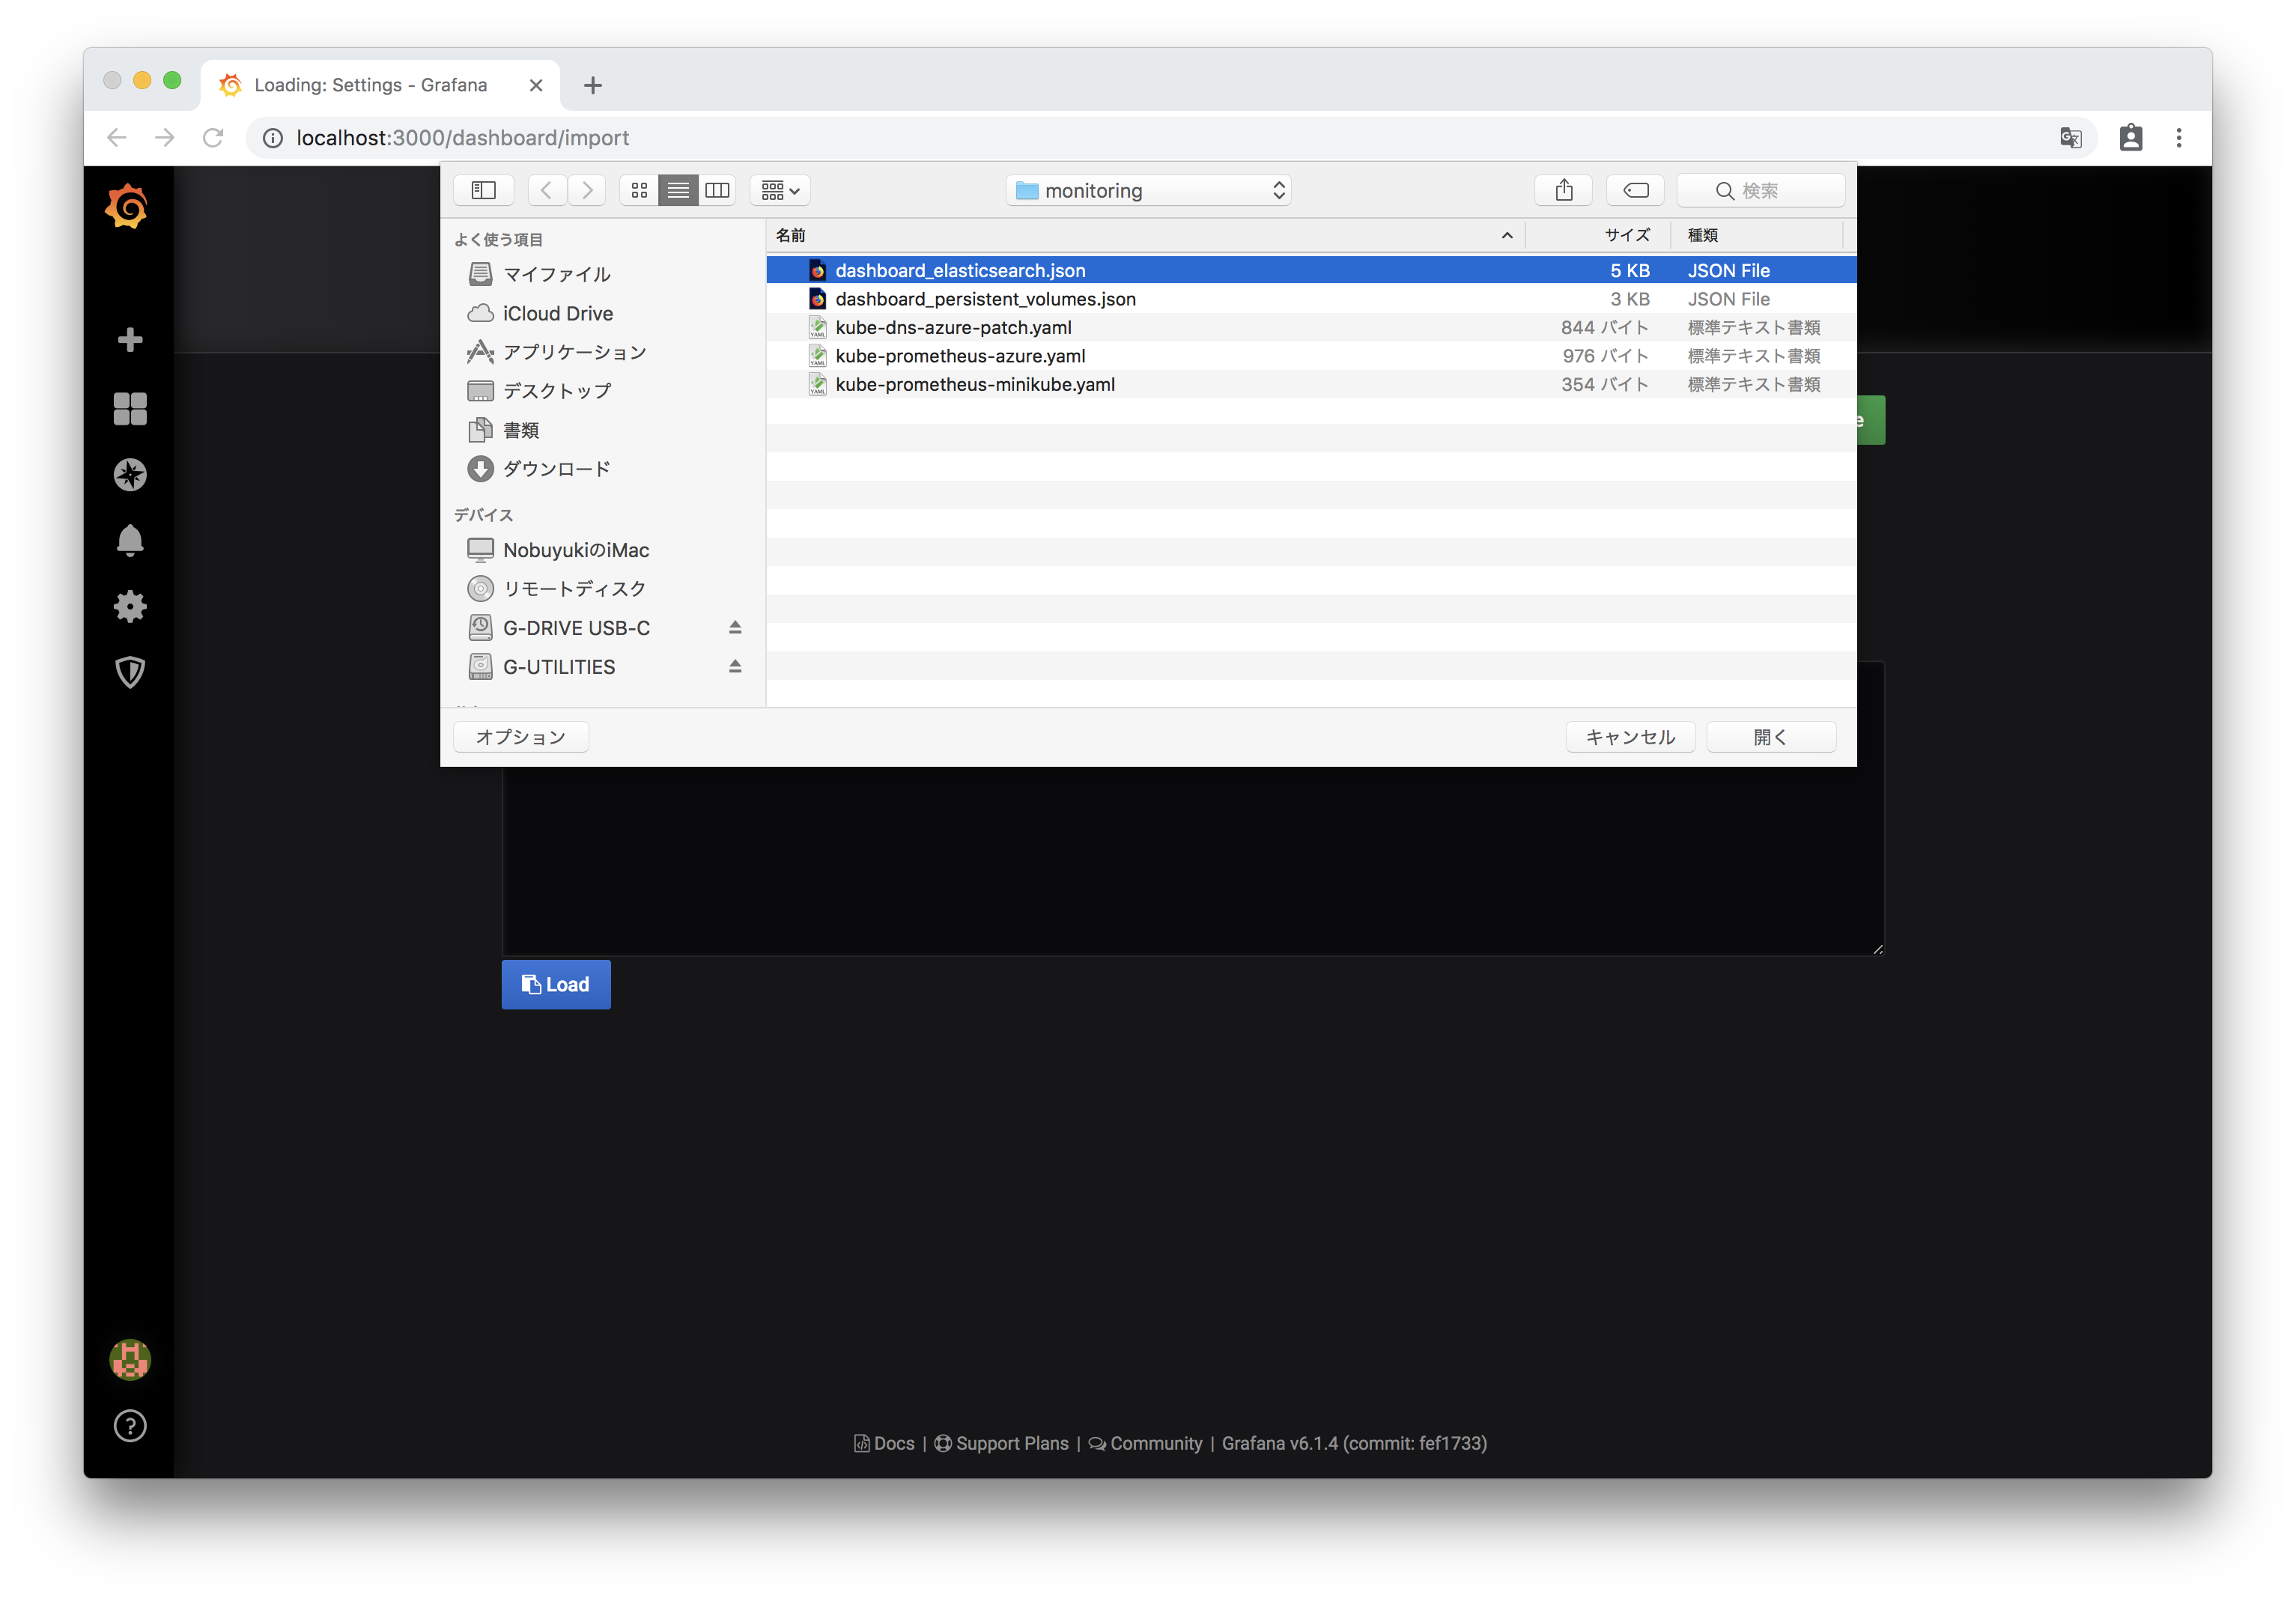 Loading: Settings - Grafana
localhost:3000/dashboard/import
monitoring
検索
よく使う項目
マイファイル
iCloud Drive
アプリケーション
デスクトップ
書類
ダウンロード
デバイス
NobuyukiのiMac
リモートディスク
G-DRIVE USB-C
G-UTILITIES
名前 サイズ 種類
dashboard_elasticsearch.json 5 KB JSON File
dashboard_persistent_volumes.json 3 KB JSON File
kube-dns-azure-patch.yaml 844 バイト 標準テキスト書類
kube-prometheus-azure.yaml 976 バイト 標準テキスト書類
kube-prometheus-minikube.yaml 354 バイト 標準テキスト書類
オプション キャンセル 開く
Load
Docs | Support Plans | Community | Grafana v6.1.4 (commit: fef1733)